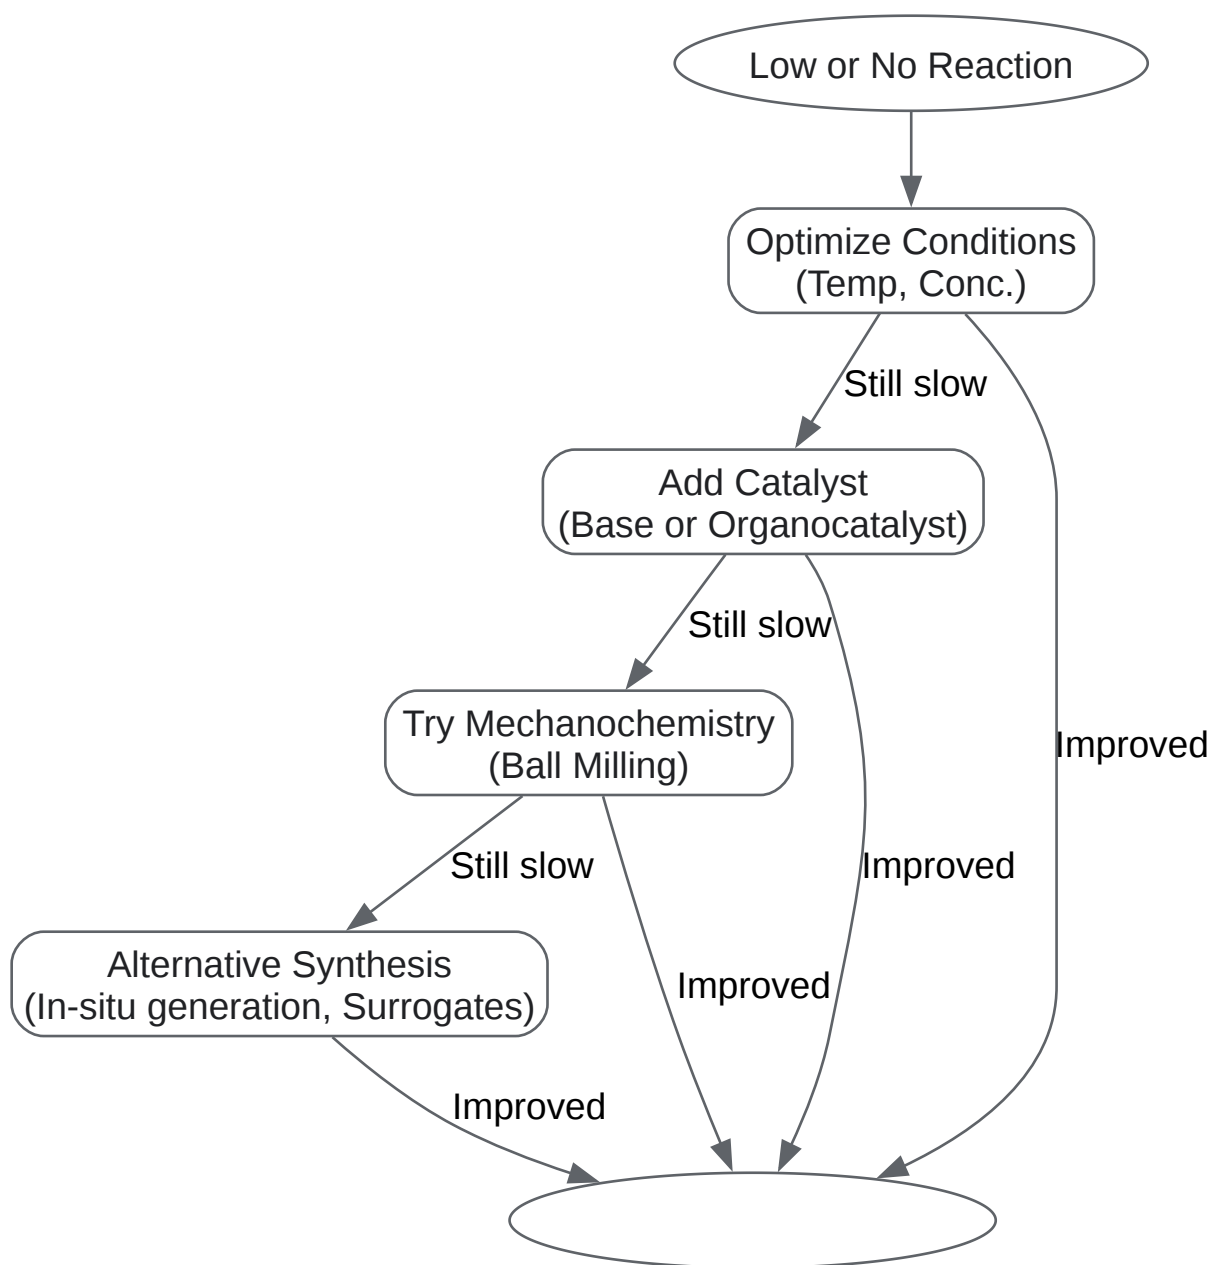 Low or No Reaction
Optimize Conditions
(Temp, Conc.)
Still slow
Add Catalyst
(Base or Organocatalyst)
Still slow
Try Mechanochemistry
(Ball Milling)
Improved
Still slow
Improved
Alternative Synthesis
(In-situ generation, Surrogates)
Improved
Improved